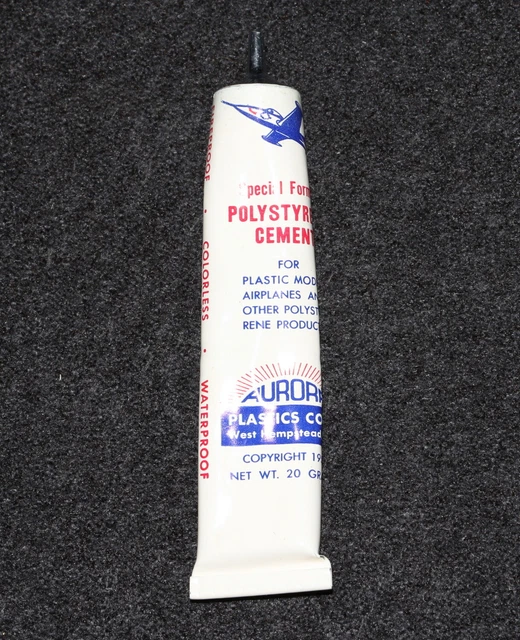 Special Form
POLYSTYR
CEMENT
FOR
PLASTIC MOD
AIRPLANES AN
OTHER POLYST
RENE PRODUC
AURORA
PLASTICS CO
West Hempstead
COPYRIGHT 19
NET WT. 20 GR
WATERPROOF • COLORLESS • WATERPROOF